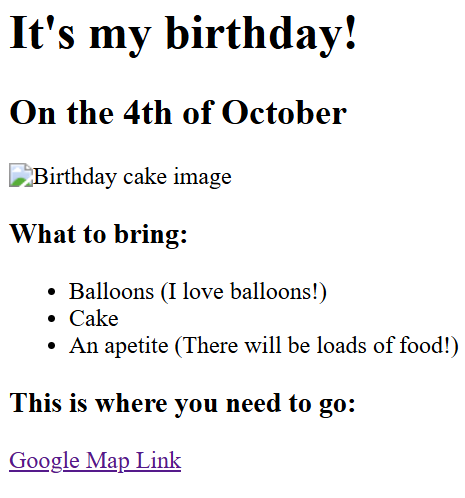 It's my birthday!
On the 4th of October
Birthday cake image
What to bring:
Balloons (I love balloons!)
Cake
An apetite (There will be loads of food!)
This is where you need to go:
Google Map Link